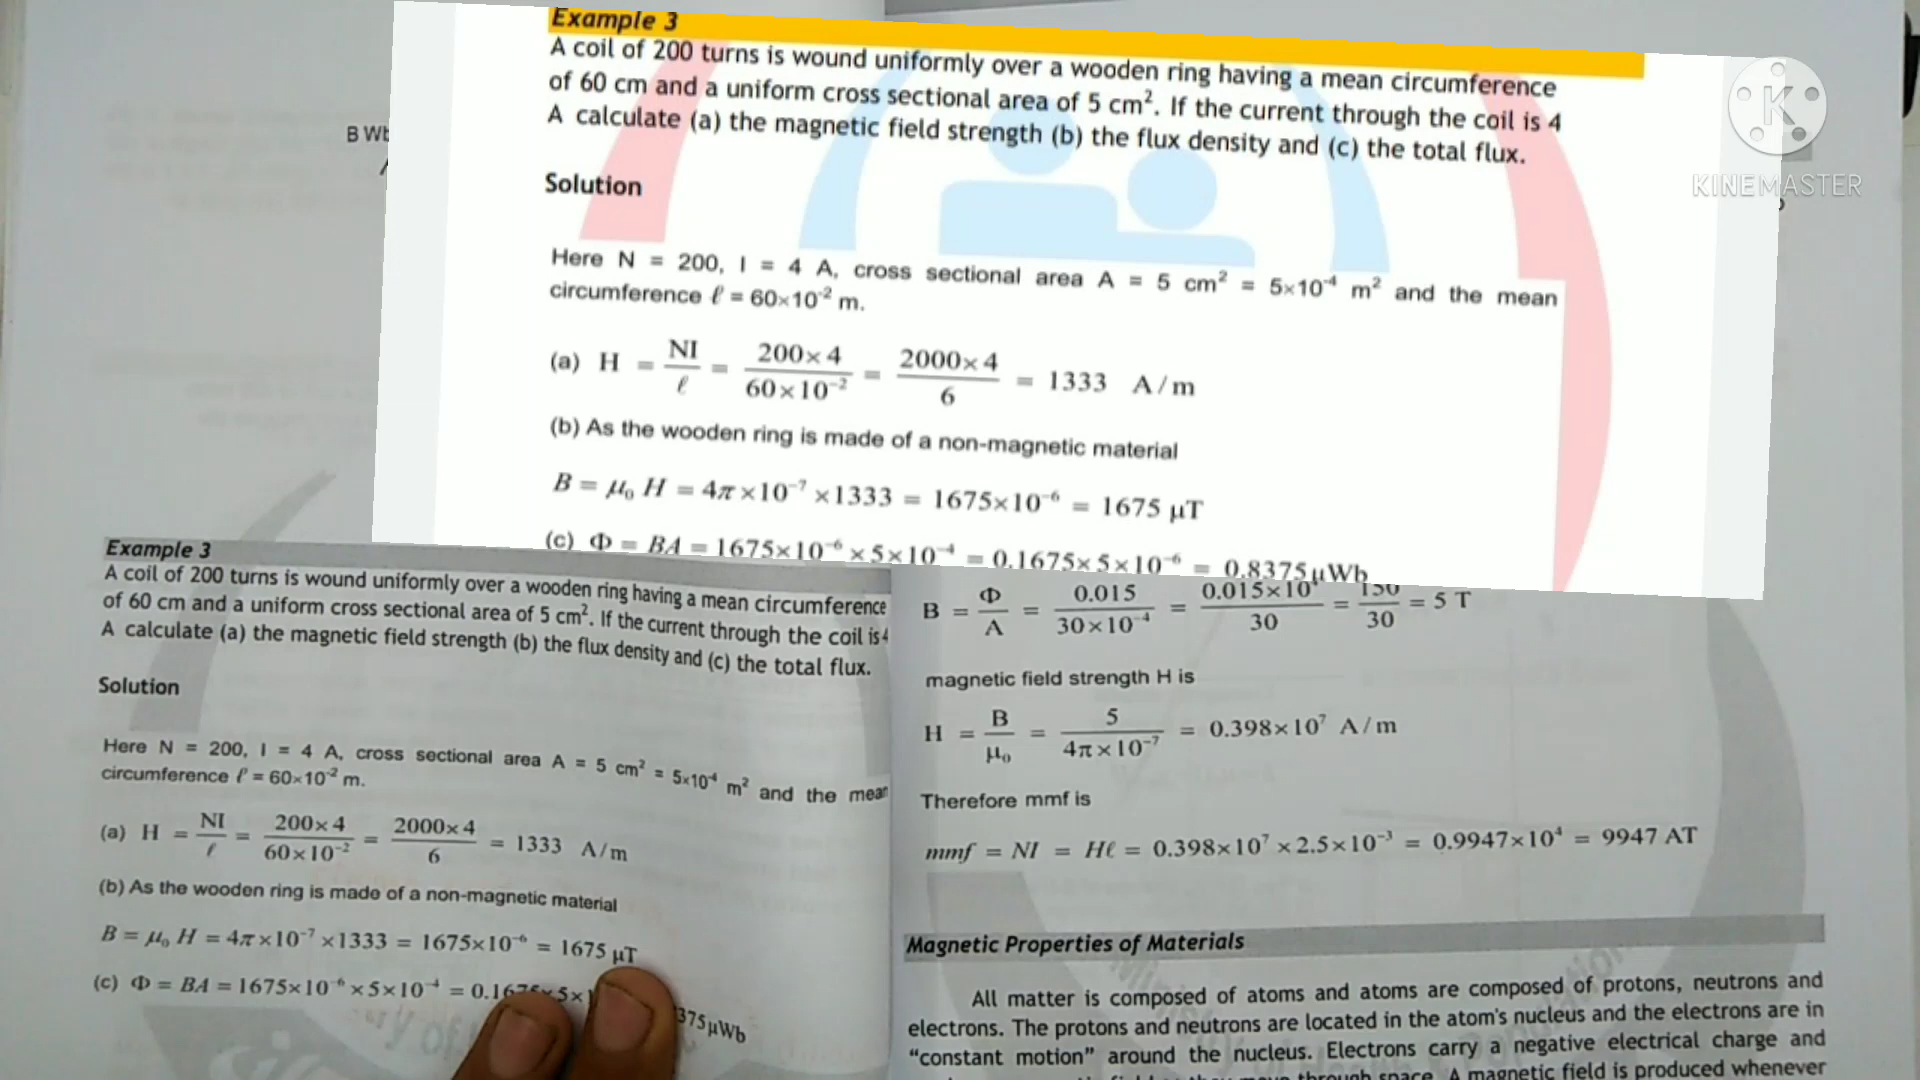 Example 3
A coil of 200 turns is wound uniformly over a wooden ring having a mean circumference
of 60 cm and a uniform cross sectional area of 5 cm². If the current through the coil is 4
A calculate (a) the magnetic field strength (b) the flux density and (c) the total flux.
Solution
Here N = 200, I = 4 A, cross sectional area A = 5 cm² = 5×10⁻⁴ m² and the mean
circumference ℓ = 60×10⁻² m.
(a) H = NI/ℓ = 200×4/60×10⁻² = 2000×4/6 = 1333 A/m
(b) As the wooden ring is made of a non-magnetic material
B = μ₀ H = 4π×10⁻⁷ ×1333 = 1675×10⁻⁶ = 1675 μT
(c) Φ = BA = 1675×10⁻⁶ ×5×10⁻⁴ = 0.1675×5×10⁻⁶ = 0.8375μWb
KINEMASTER
B Wb
Example 3
A coil of 200 turns is wound uniformly over a wooden ring having a mean circumference
of 60 cm and a uniform cross sectional area of 5 cm². If the current through the coil is 4
A calculate (a) the magnetic field strength (b) the flux density and (c) the total flux.
Solution
Here N = 200, I = 4 A, cross sectional area A = 5 cm² = 5×10⁻⁴ m² and the mean
circumference ℓ = 60×10⁻² m.
(a) H = NI/ℓ = 200×4/60×10⁻² = 2000×4/6 = 1333 A/m
(b) As the wooden ring is made of a non-magnetic material
B = μ₀ H = 4π×10⁻⁷ ×1333 = 1675×10⁻⁶ = 1675 μT
(c) Φ = BA = 1675×10⁻⁶ ×5×10⁻⁴ = 375μWb
B = Φ/A = 0.015/30×10⁻⁴ = 0.015×10⁴/30 = 150/30 = 5 T
magnetic field strength H is
H = B/μ₀ = 5/4π×10⁻⁷ = 0.398×10⁷ A/m
Therefore mmf is
mmf = NI = Hℓ = 0.398×10⁷ ×2.5×10⁻³ = 0.9947×10⁴ = 9947 AT
Magnetic Properties of Materials
All matter is composed of atoms and atoms are composed of protons, neutrons and
electrons. The protons and neutrons are located in the atom's nucleus and the electrons are in
"constant motion" around the nucleus. Electrons carry a negative electrical charge and
through space. A magnetic field is produced whenever